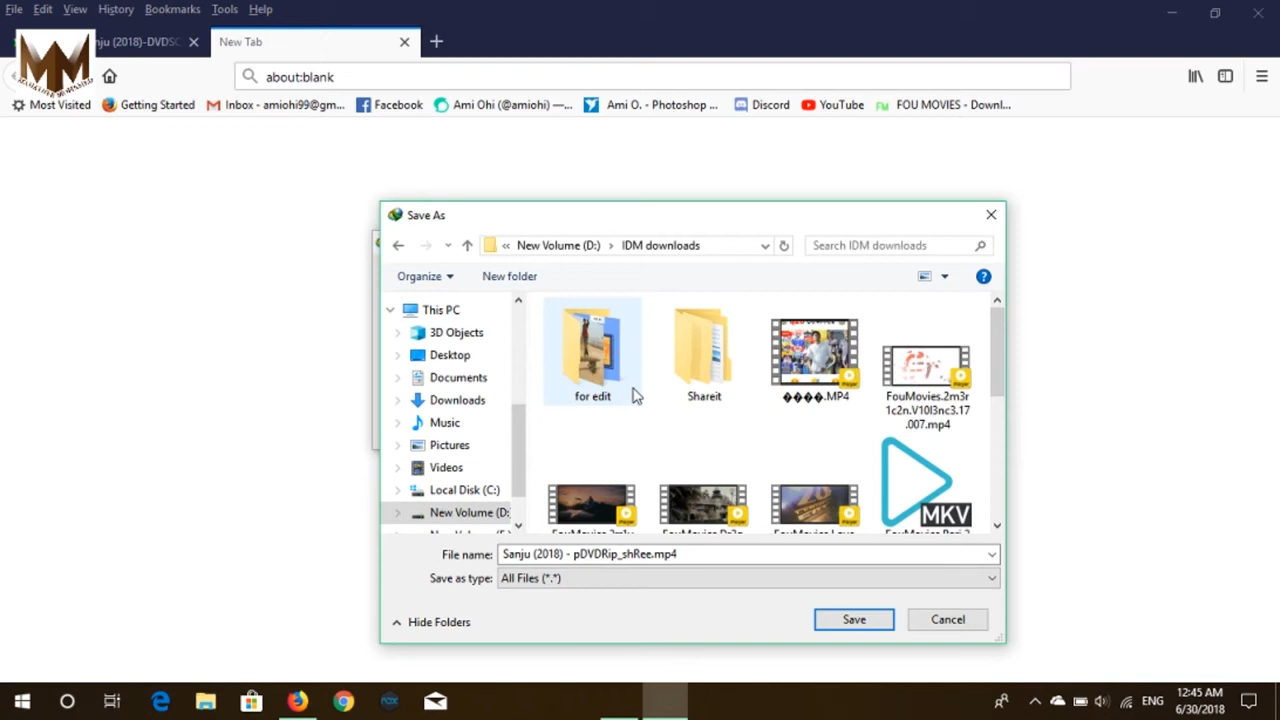 File Edit View History Bookmarks Tools Help
nju (2018)-DVDSC
New Tab
about:blank
Most Visited Getting Started Inbox - amiohi99@gm... Facebook Ami Ohi (@amiohi) —... Ami O. - Photoshop ... Discord YouTube FOU MOVIES - Downl...
Save As
« New Volume (D:) › IDM downloads
Search IDM downloads
Organize New folder
This PC
3D Objects
Desktop
Documents
Downloads
Music
Pictures
Videos
Local Disk (C:)
New Volume (D:
for edit
Shareit
����.MP4
FouMovies.2m3r
1c2n.V10l3nc3.17
.007.mp4
MKV
File name: Sanju (2018) - pDVDRip_shRee.mp4
Save as type: All Files (*.*)
Hide Folders
Save Cancel
ENG
12:45 AM
6/30/2018